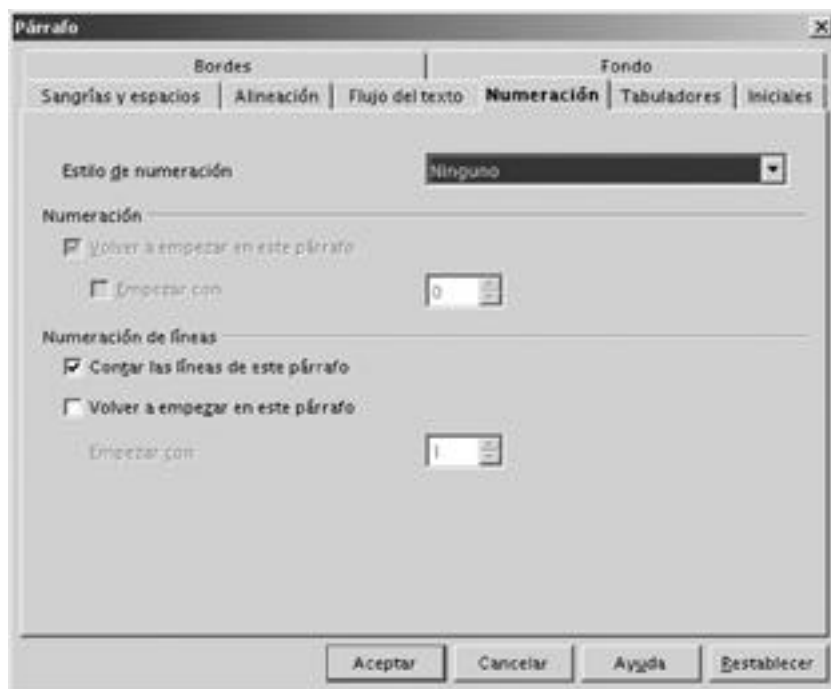 Párrafo
Bordes Fondo
Sangrías y espacios Alineación Flujo del texto Numeración Tabuladores Iniciales
Estilo de numeración Ninguno
Numeración
Volver a empezar en este párrafo
Empezar con 0
Numeración de líneas
Contar las líneas de este párrafo
Volver a empezar en este párrafo
Empezar con 1
Aceptar Cancelar Ayuda Restablecer